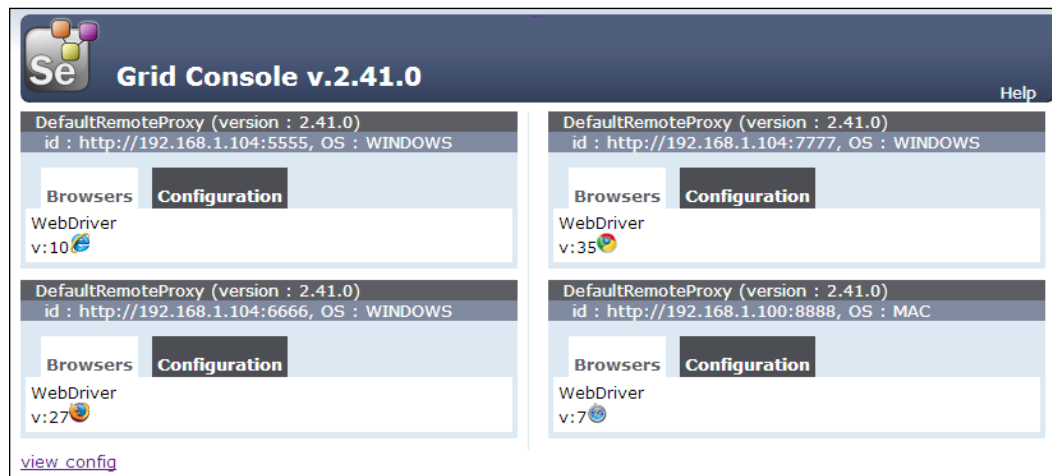 Se
Grid Console v.2.41.0
Help
DefaultRemoteProxy (version : 2.41.0)
id : http://192.168.1.104:5555, OS : WINDOWS
Browsers Configuration
WebDriver
v:10
DefaultRemoteProxy (version : 2.41.0)
id : http://192.168.1.104:6666, OS : WINDOWS
Browsers Configuration
WebDriver
v:27
DefaultRemoteProxy (version : 2.41.0)
id : http://192.168.1.104:7777, OS : WINDOWS
Browsers Configuration
WebDriver
v:35
DefaultRemoteProxy (version : 2.41.0)
id : http://192.168.1.100:8888, OS : MAC
Browsers Configuration
WebDriver
v:7
view config